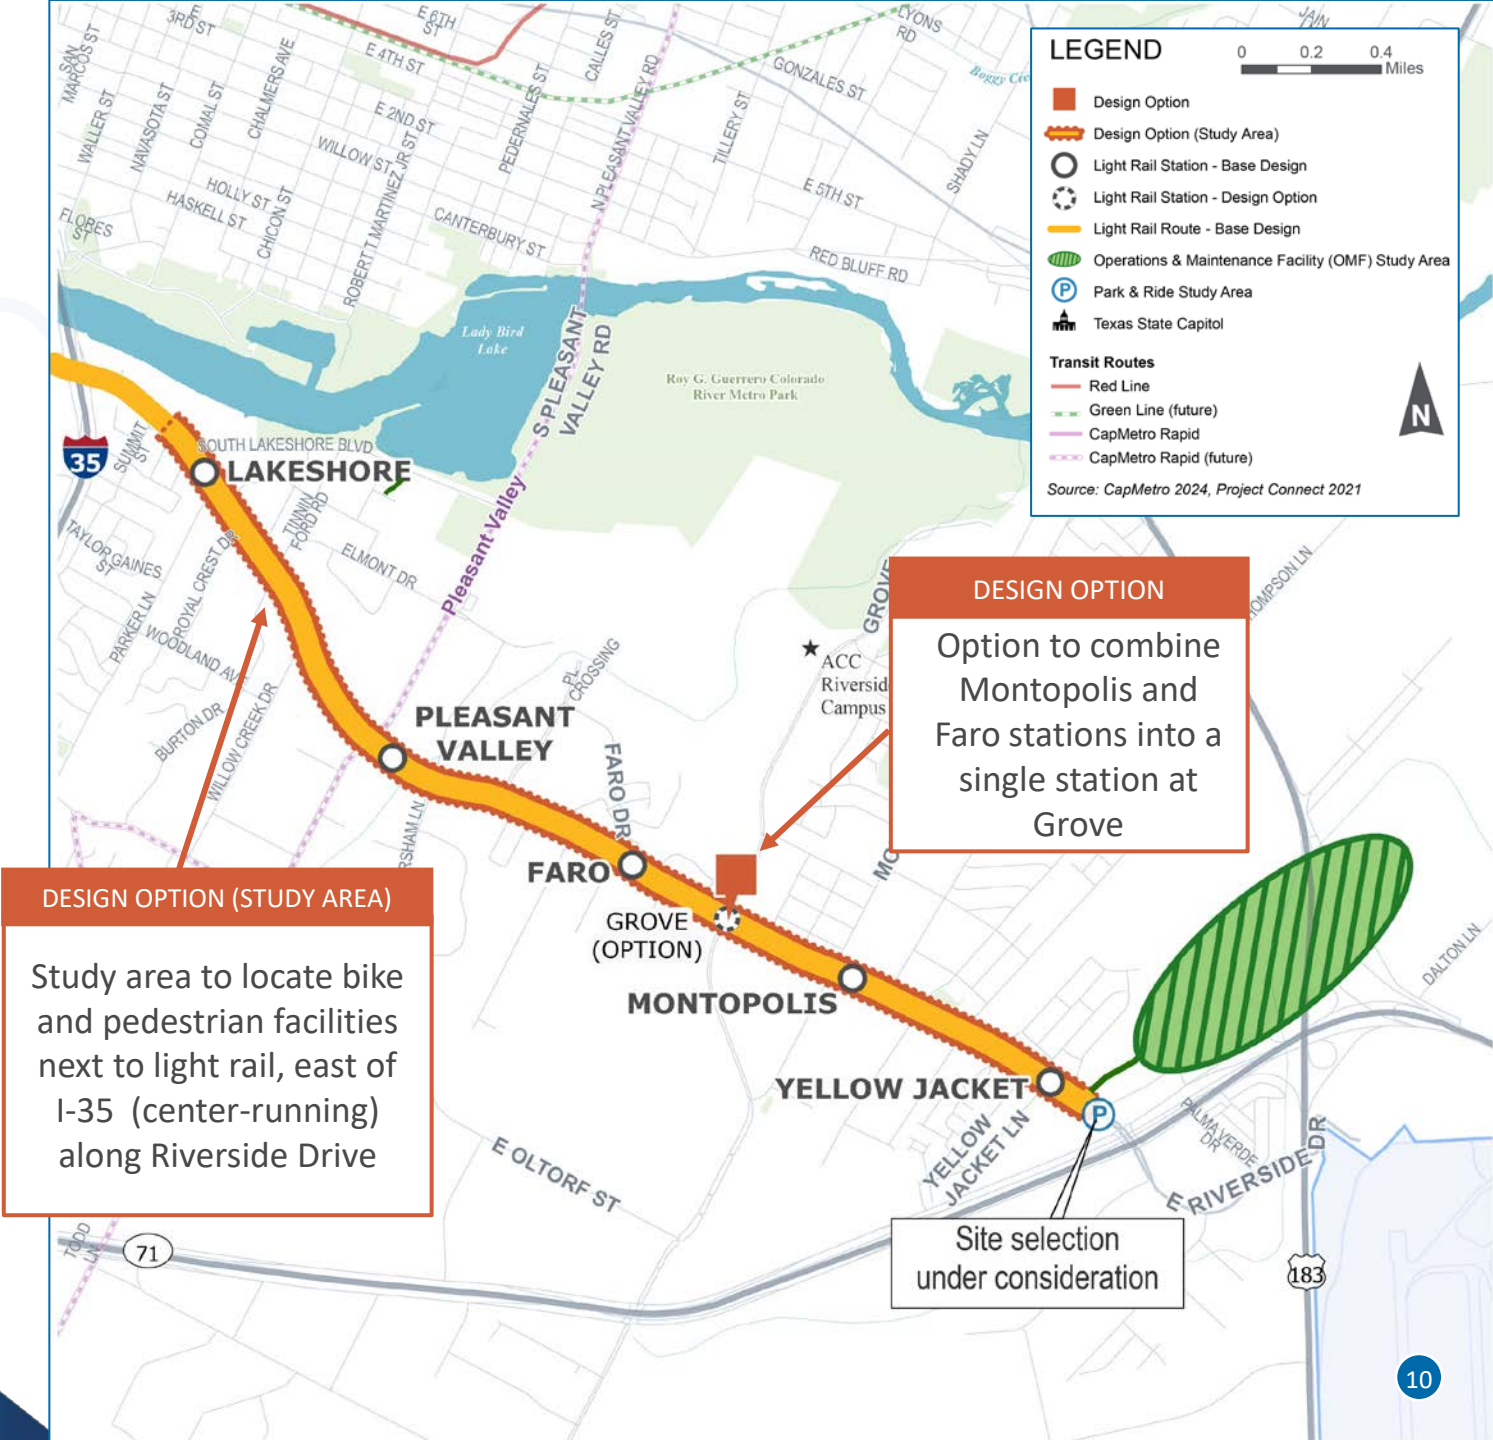 3RD ST
E 6TH
ST
E 4TH ST
CALLES ST
LYONS
RD
JAIN
SAN
MARCOS ST
WALLER ST
NAVASOTA ST
COMAL ST
CHALMERS AVE
E 2ND ST
WILLOW ST
PEDERNALES ST
N PLEASANT VALLEY RD
GONZALES ST
TILLERY ST
SHADY LN
E 5TH ST
HOLLY ST
HASKELL ST
CHICON ST
ROBERT T MARTINEZ JR ST
CANTERBURY ST
RED BLUFF RD
FLORES
ST
Lady Bird
Lake
Roy G. Guerrero Colorado
River Metro Park
S PLEASANT
VALLEY RD
Pleasant Valley
LEGEND
0 0.2 0.4
Miles
Design Option
Design Option (Study Area)
Light Rail Station - Base Design
Light Rail Station - Design Option
Light Rail Route - Base Design
Operations & Maintenance Facility (OMF) Study Area
P Park & Ride Study Area
Texas State Capitol
Transit Routes
Red Line
Green Line (future)
CapMetro Rapid
CapMetro Rapid (future)
Source: CapMetro 2024, Project Connect 2021
N
35
SUMMIT
ST
SOUTH LAKESHORE BLVD
LAKESHORE
TINNIN
FORD RD
ELMONT DR
TAYLOR GAINES
ST
ROYAL CREST DR
PARKER LN
WOODLAND AV
BURTON DR
WILLOW CREEK DR
PLEASANT
VALLEY
CROSSING
FARO DR
GROVE
THOMPSON LN
ACC
Riversid
Campus
DESIGN OPTION
Option to combine
Montopolis and
Faro stations into a
single station at
Grove
FARO
GROVE
(OPTION)
MONTOPOLIS
YELLOW JACKET
YELLOW
JACKET LN
P
DALTON LN
PALMA VERDE
DR
E RIVERSIDE DR
DESIGN OPTION (STUDY AREA)
Study area to locate bike
and pedestrian facilities
next to light rail, east of
I-35 (center-running)
along Riverside Drive
E OLTORF ST
TODD
LN
71
Site selection
under consideration
183
10